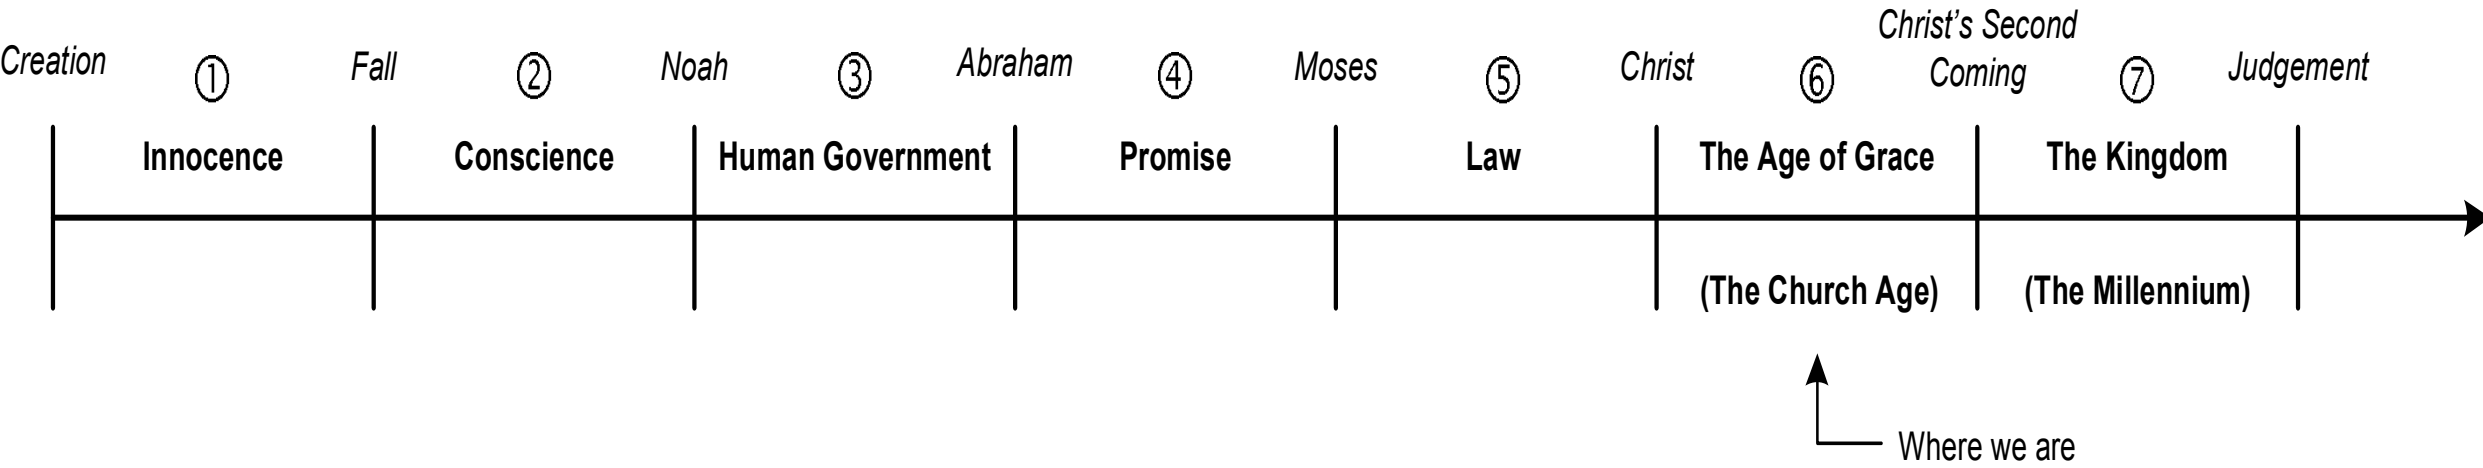 Creation ① Fall ② Noah ③ Abraham ④ Moses ⑤ Christ ⑥ Christ's Second Coming ⑦ Judgement
Innocence Conscience Human Government Promise Law The Age of Grace The Kingdom
(The Church Age) (The Millennium)
Where we are